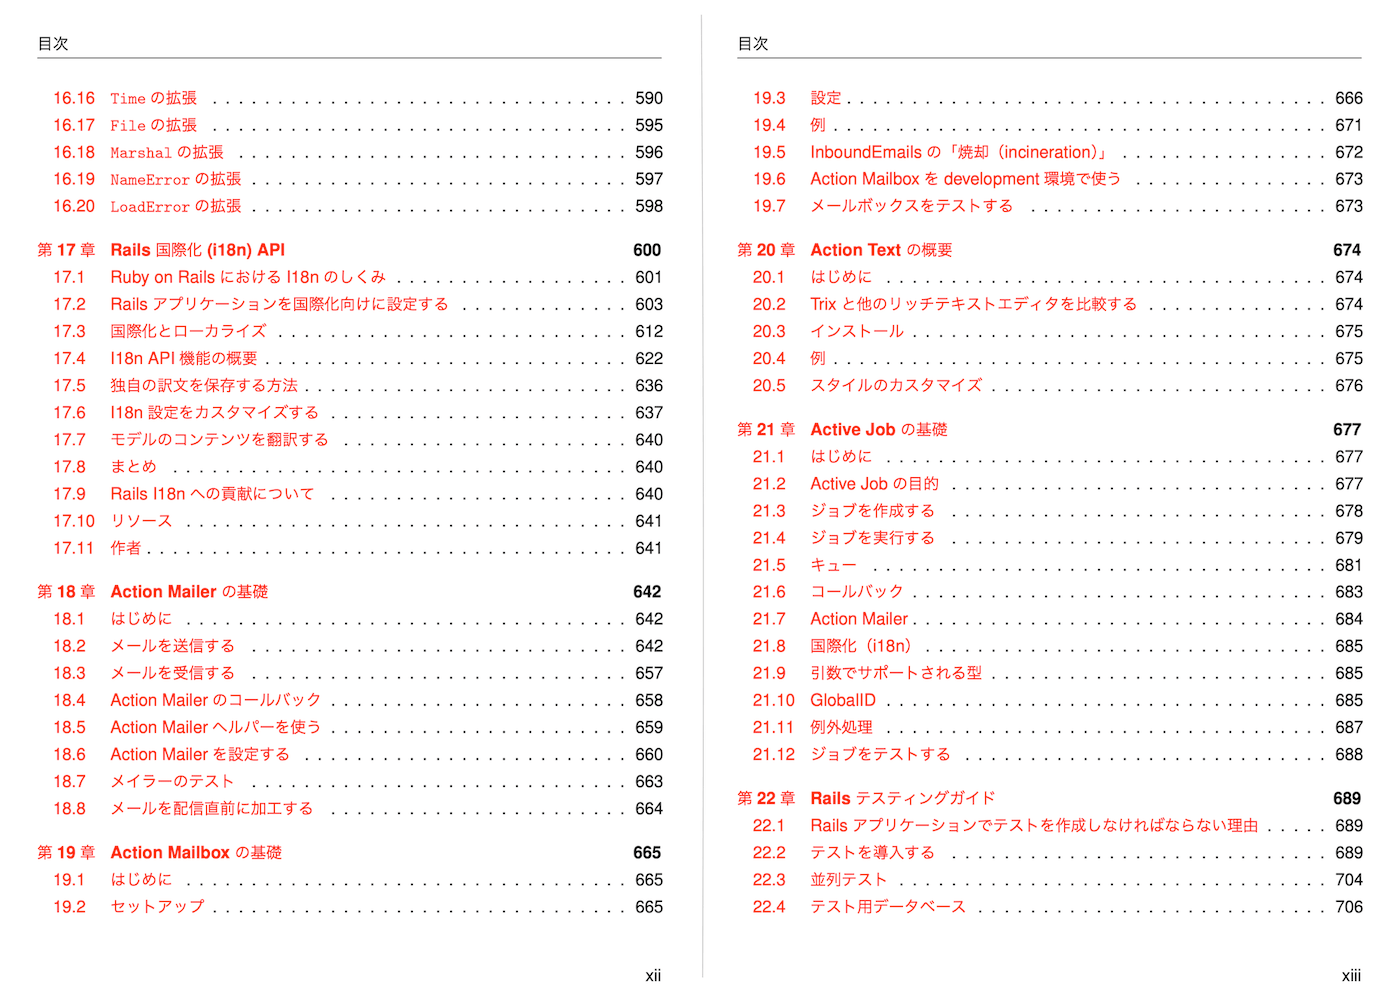 目次
16.16 Time の拡張 . . . . . . . . . . . . . . . . . . . . . . . . . . . . . . . . 590
16.17 File の拡張 . . . . . . . . . . . . . . . . . . . . . . . . . . . . . . . . 595
16.18 Marshal の拡張 . . . . . . . . . . . . . . . . . . . . . . . . . . . . . . 596
16.19 NameError の拡張 . . . . . . . . . . . . . . . . . . . . . . . . . . . . . 597
16.20 LoadError の拡張 . . . . . . . . . . . . . . . . . . . . . . . . . . . . . 598
第 17 章 Rails 国際化 (i18n) API 600
17.1 Ruby on Rails における I18n のしくみ . . . . . . . . . . . . . . . . . . 601
17.2 Rails アプリケーションを国際化向けに設定する . . . . . . . . . . . . . 603
17.3 国際化とローカライズ . . . . . . . . . . . . . . . . . . . . . . . . . . . 612
17.4 I18n API 機能の概要 . . . . . . . . . . . . . . . . . . . . . . . . . . . . 622
17.5 独自の訳文を保存する方法 . . . . . . . . . . . . . . . . . . . . . . . . . 636
17.6 I18n 設定をカスタマイズする . . . . . . . . . . . . . . . . . . . . . . . 637
17.7 モデルのコンテンツを翻訳する . . . . . . . . . . . . . . . . . . . . . . 640
17.8 まとめ . . . . . . . . . . . . . . . . . . . . . . . . . . . . . . . . . . . 640
17.9 Rails I18n への貢献について . . . . . . . . . . . . . . . . . . . . . . . 640
17.10 リソース . . . . . . . . . . . . . . . . . . . . . . . . . . . . . . . . . . 641
17.11 作者 . . . . . . . . . . . . . . . . . . . . . . . . . . . . . . . . . . . . . 641
第 18 章 Action Mailer の基礎 642
18.1 はじめに . . . . . . . . . . . . . . . . . . . . . . . . . . . . . . . . . . 642
18.2 メールを送信する . . . . . . . . . . . . . . . . . . . . . . . . . . . . . 642
18.3 メールを受信する . . . . . . . . . . . . . . . . . . . . . . . . . . . . . 657
18.4 Action Mailer のコールバック . . . . . . . . . . . . . . . . . . . . . . . 658
18.5 Action Mailer ヘルパーを使う . . . . . . . . . . . . . . . . . . . . . . . 659
18.6 Action Mailer を設定する . . . . . . . . . . . . . . . . . . . . . . . . . 660
18.7 メイラーのテスト . . . . . . . . . . . . . . . . . . . . . . . . . . . . . 663
18.8 メールを配信直前に加工する . . . . . . . . . . . . . . . . . . . . . . . 664
第 19 章 Action Mailbox の基礎 665
19.1 はじめに . . . . . . . . . . . . . . . . . . . . . . . . . . . . . . . . . . 665
19.2 セットアップ . . . . . . . . . . . . . . . . . . . . . . . . . . . . . . . . 665
xii
目次
19.3 設定 . . . . . . . . . . . . . . . . . . . . . . . . . . . . . . . . . . . . . 666
19.4 例 . . . . . . . . . . . . . . . . . . . . . . . . . . . . . . . . . . . . . . 671
19.5 InboundEmails の「焼却（incineration）」 . . . . . . . . . . . . . . . . 672
19.6 Action Mailbox を development 環境で使う . . . . . . . . . . . . . . . 673
19.7 メールボックスをテストする . . . . . . . . . . . . . . . . . . . . . . . 673
第 20 章 Action Text の概要 674
20.1 はじめに . . . . . . . . . . . . . . . . . . . . . . . . . . . . . . . . . . 674
20.2 Trix と他のリッチテキストエディタを比較する . . . . . . . . . . . . . . 674
20.3 インストール . . . . . . . . . . . . . . . . . . . . . . . . . . . . . . . . 675
20.4 例 . . . . . . . . . . . . . . . . . . . . . . . . . . . . . . . . . . . . . . 675
20.5 スタイルのカスタマイズ . . . . . . . . . . . . . . . . . . . . . . . . . . 676
第 21 章 Active Job の基礎 677
21.1 はじめに . . . . . . . . . . . . . . . . . . . . . . . . . . . . . . . . . . 677
21.2 Active Job の目的 . . . . . . . . . . . . . . . . . . . . . . . . . . . . . 677
21.3 ジョブを作成する . . . . . . . . . . . . . . . . . . . . . . . . . . . . . 678
21.4 ジョブを実行する . . . . . . . . . . . . . . . . . . . . . . . . . . . . . 679
21.5 キュー . . . . . . . . . . . . . . . . . . . . . . . . . . . . . . . . . . . 681
21.6 コールバック . . . . . . . . . . . . . . . . . . . . . . . . . . . . . . . . 683
21.7 Action Mailer . . . . . . . . . . . . . . . . . . . . . . . . . . . . . . . . 684
21.8 国際化（i18n） . . . . . . . . . . . . . . . . . . . . . . . . . . . . . . . 685
21.9 引数でサポートされる型 . . . . . . . . . . . . . . . . . . . . . . . . . . 685
21.10 GlobalID . . . . . . . . . . . . . . . . . . . . . . . . . . . . . . . . . . 685
21.11 例外処理 . . . . . . . . . . . . . . . . . . . . . . . . . . . . . . . . . . 687
21.12 ジョブをテストする . . . . . . . . . . . . . . . . . . . . . . . . . . . . 688
第 22 章 Rails テスティングガイド 689
22.1 Rails アプリケーションでテストを作成しなければならない理由 . . . . . 689
22.2 テストを導入する . . . . . . . . . . . . . . . . . . . . . . . . . . . . . 689
22.3 並列テスト . . . . . . . . . . . . . . . . . . . . . . . . . . . . . . . . . 704
22.4 テスト用データベース . . . . . . . . . . . . . . . . . . . . . . . . . . . 706
xiii